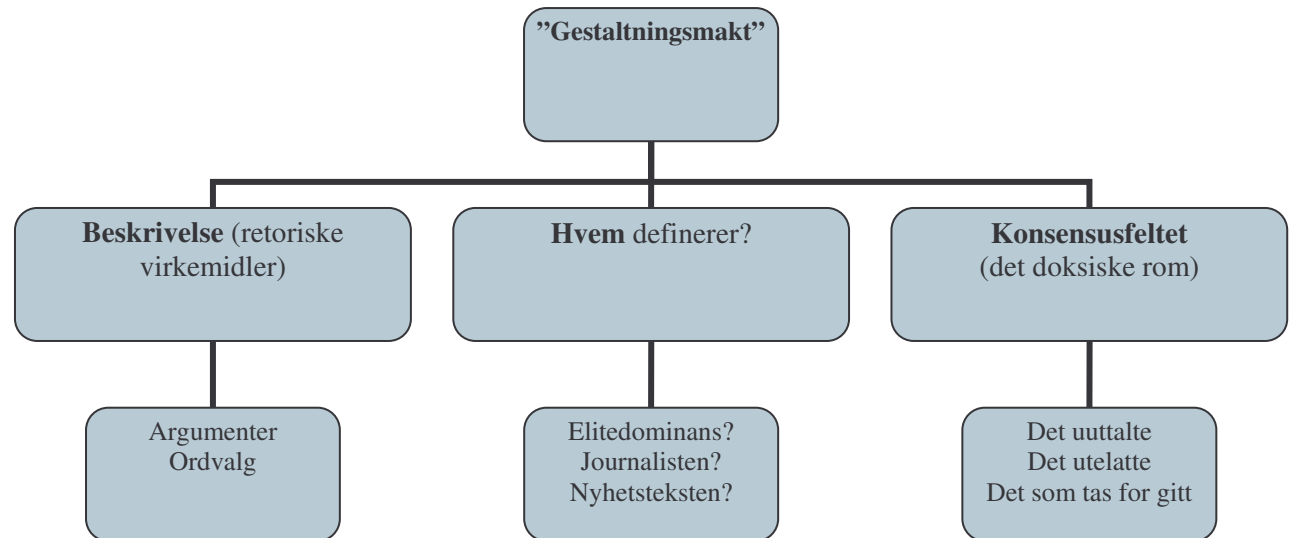 ”Gestaltningsmakt”
Beskrivelse (retoriske
virkemidler)
Hvem definerer?
Konsensusfeltet
(det doksiske rom)
Argumenter
Ordvalg
Elitedominans?
Journalisten?
Nyhetsteksten?
Det uuttalte
Det utelatte
Det som tas for gitt